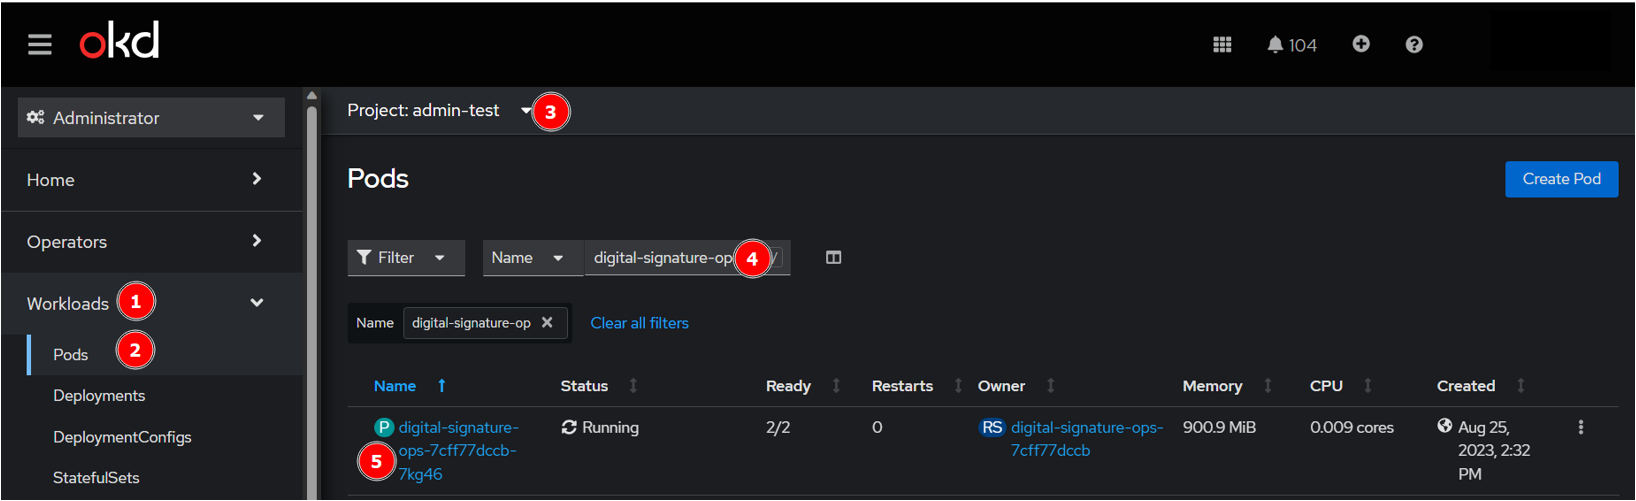 okd
104
Administrator
Project: admin-test
3
Home
Pods
Create Pod
Operators
Filter
Name
digital-signature-op
4
/
Workloads
1
Name
digital-signature-op
Clear all filters
Pods
2
Name
Status
Ready
Restarts
Owner
Memory
CPU
Created
Deployments
P
digital-signature-
ops-7cff77dccb-
7kg46
5
Running
2/2
0
RS
digital-signature-ops-
7cff77dccb
900.9 MiB
0.009 cores
Aug 25,
2023, 2:32
PM
DeploymentConfigs
StatefulSets